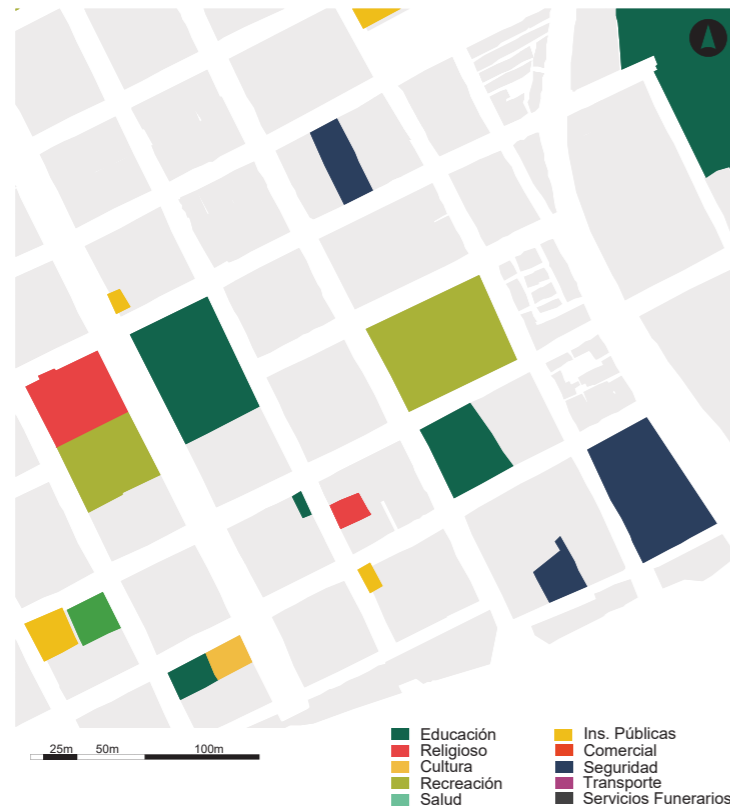 25m 50m 100m
Educación
Religioso
Cultura
Recreación
Salud
Ins. Públicas
Comercial
Seguridad
Transporte
Servicios Funerarios